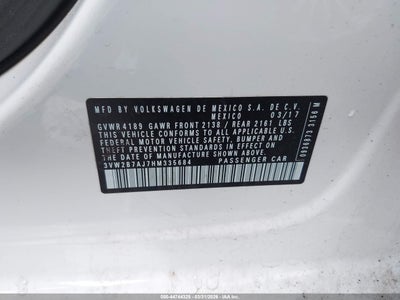 MFD BY VOLKSWAGEN DE MEXICO S.A. DE C.V.
MEXICO 03/17
GVWR 4189 GAWR FRONT 2138 / REAR 2161 LBS
THIS VEHICLE CONFORMS TO ALL APPLICABLE U.S.
FEDERAL MOTOR VEHICLE SAFETY, BUMPER AND
THEFT PREVENTION STANDARDS IN EFFECT
ON THE DATE OF MANUFACTURE SHOWN ABOVE.
3VW2B7AJ7HM335684 PASSENGER CAR
0936973 3156 M